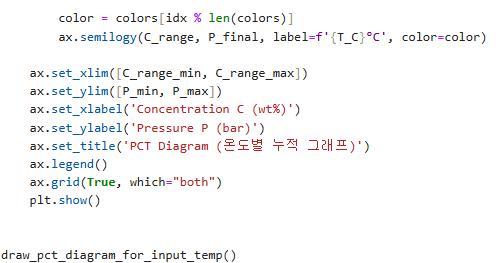 color = colors[idx % len(colors)]
ax.semilogy(C_range, P_final, label=f'{T_C}°C', color=color)
ax.set_xlim([C_range_min, C_range_max])
ax.set_ylim([P_min, P_max])
ax.set_xlabel('Concentration C (wt%)')
ax.set_ylabel('Pressure P (bar)')
ax.set_title('PCT Diagram (온도별 누적 그래프)')
ax.legend()
ax.grid(True, which="both")
plt.show()
draw_pct_diagram_for_input_temp()